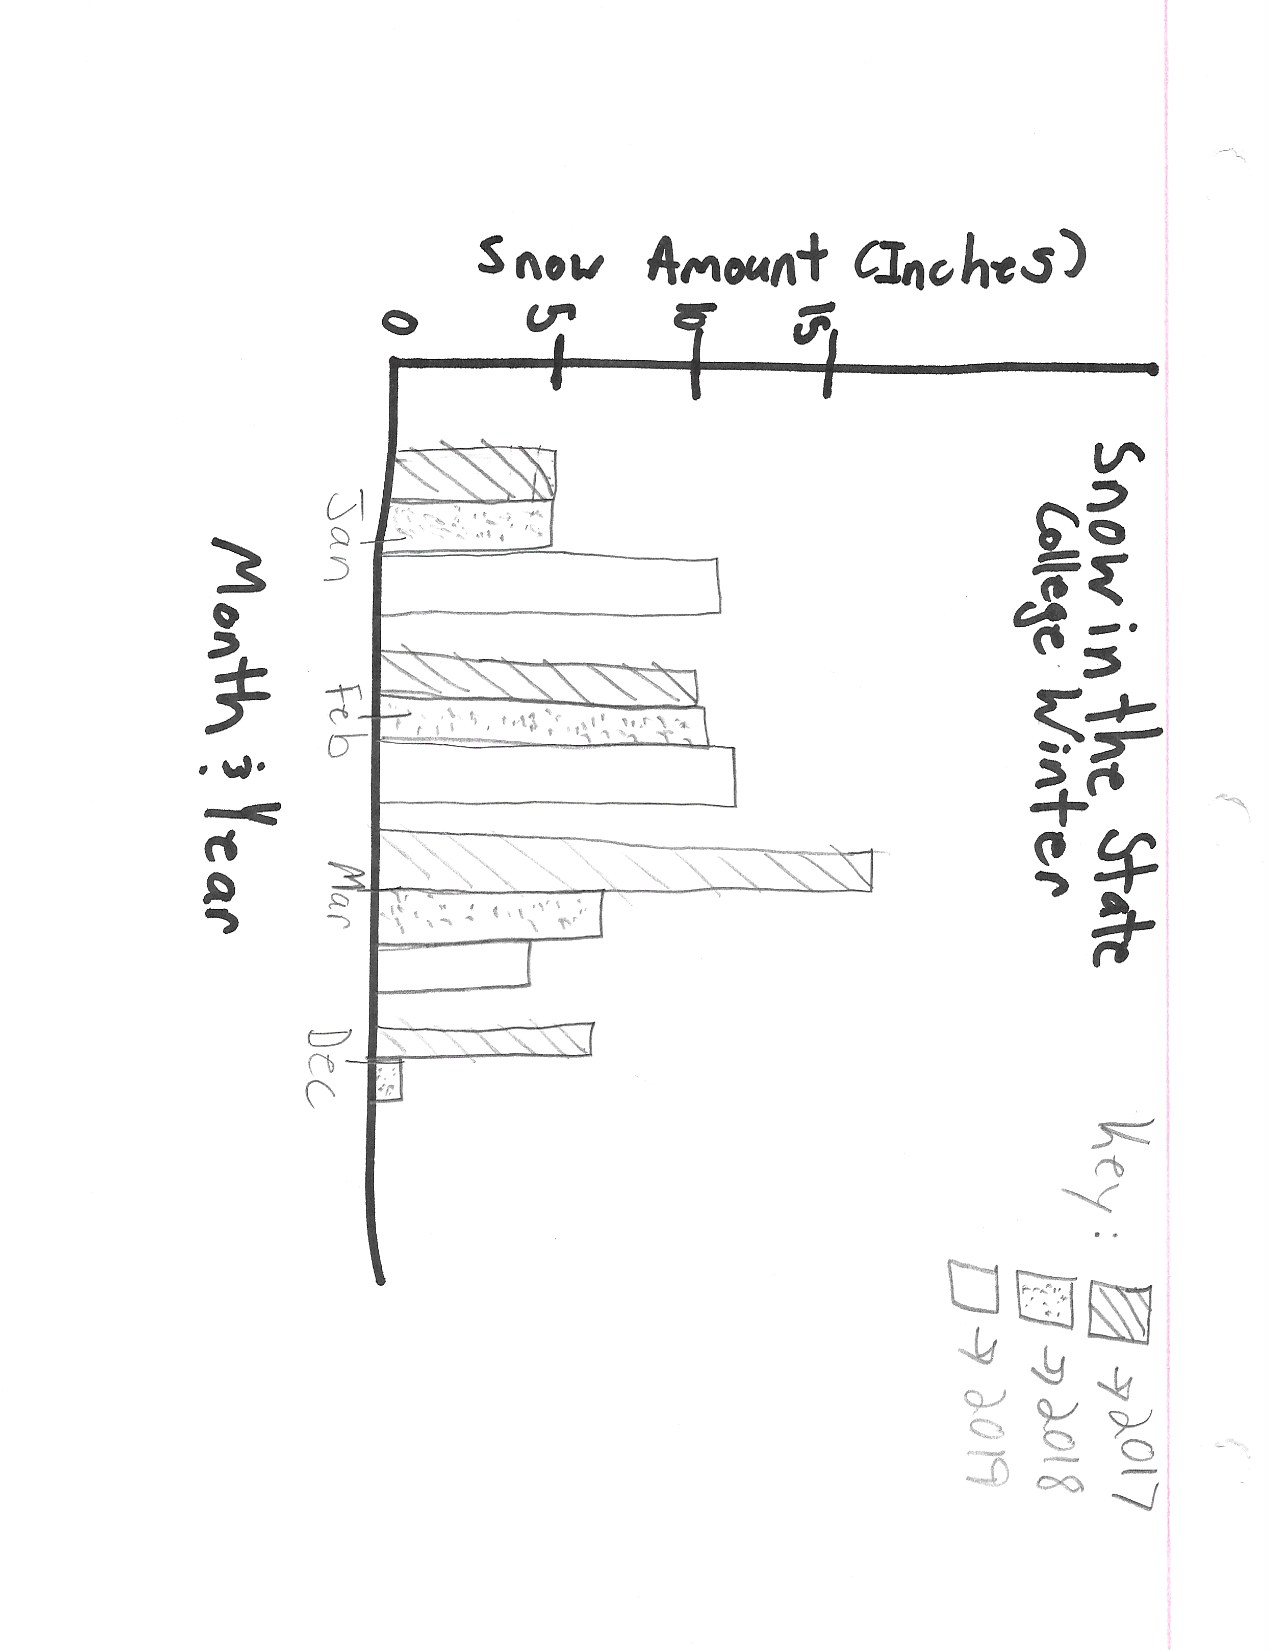 Snow in the State
College Winter
Key:
→ 2017
→ 2018
→ 2019
Snow Amount (Inches)
15
10
5
0
Jan
Feb
Mar
Dec
Month & Year